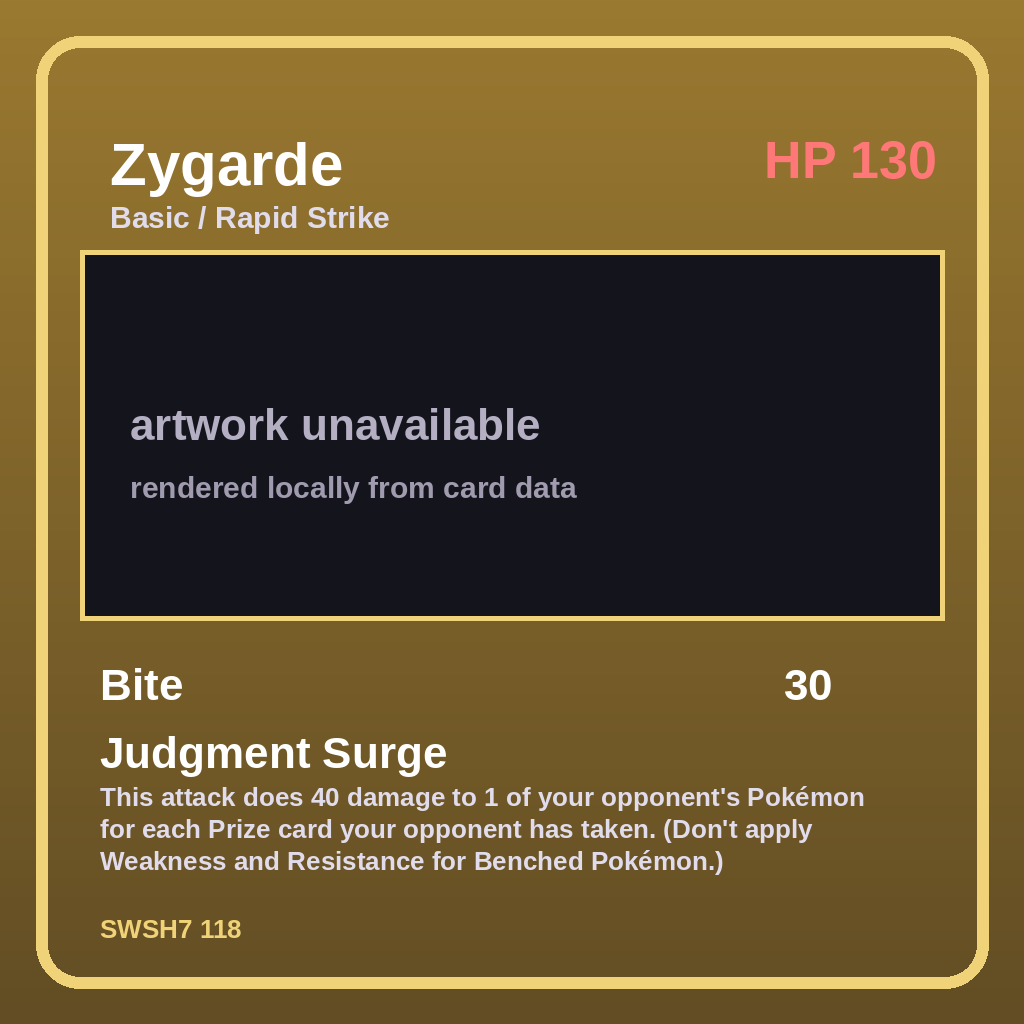 Zygarde
HP 130
Basic / Rapid Strike
artwork unavailable
rendered locally from card data
Bite 30
Judgment Surge
This attack does 40 damage to 1 of your opponent's Pokémon
for each Prize card your opponent has taken. (Don't apply
Weakness and Resistance for Benched Pokémon.)
SWSH7 118